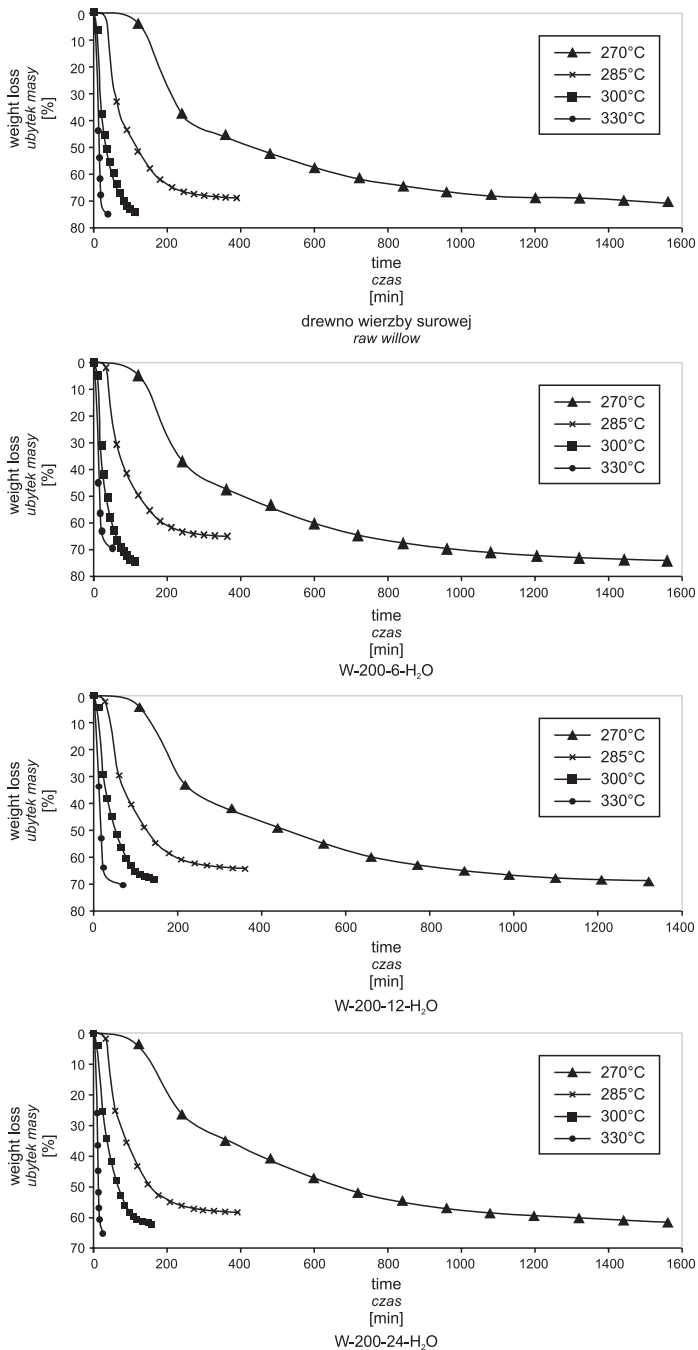 0
10
20
30
40
50
60
70
80
weight loss
ubytek masy
[%]
270°C
285°C
300°C
330°C
0 200 400 600 800 1000 1200 1400 1600
time
czas
[min]
drewno wierzby surowej
raw willow
0
10
20
30
40
50
60
70
80
weight loss
ubytek masy
[%]
270°C
285°C
300°C
330°C
0 200 400 600 800 1000 1200 1400 1600
time
czas
[min]
W-200-6-H₂O
0
10
20
30
40
50
60
70
80
weight loss
ubytek masy
[%]
270°C
285°C
300°C
330°C
0 200 400 600 800 1000 1200 1400
time
czas
[min]
W-200-12-H₂O
0
10
20
30
40
50
60
70
weight loss
ubytek masy
[%]
270°C
285°C
300°C
330°C
0 200 400 600 800 1000 1200 1400 1600
time
czas
[min]
W-200-24-H₂O